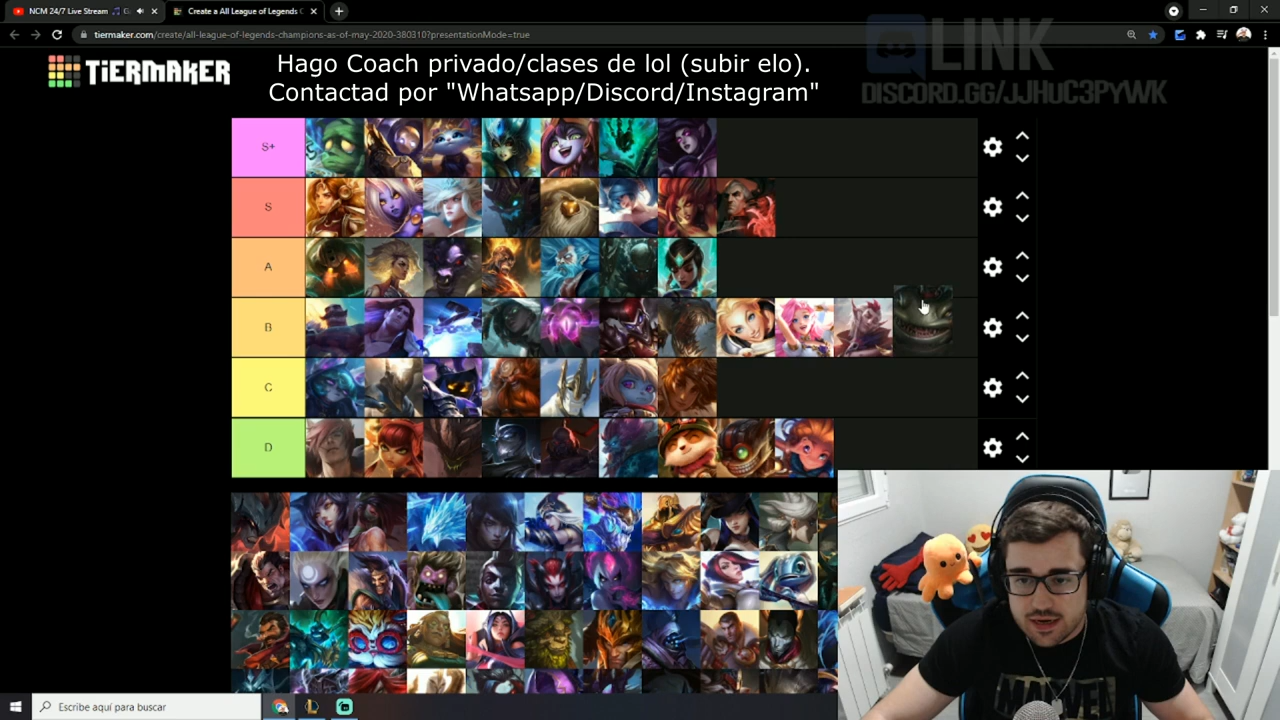 NCM 24/7 Live Stream
Create a All League of Legends C
tiermaker.com/create/all-league-of-legends-champions-as-of-may-2020-380310?presentationMode=true
TiERMAKER
Hago Coach privado/clases de lol (subir elo).
Contactad por "Whatsapp/Discord/Instagram"
LINK
DISCORD.GG/JJHUC3PYWK
S+
S
A
B
C
D
MARVEL
Escribe aquí para buscar